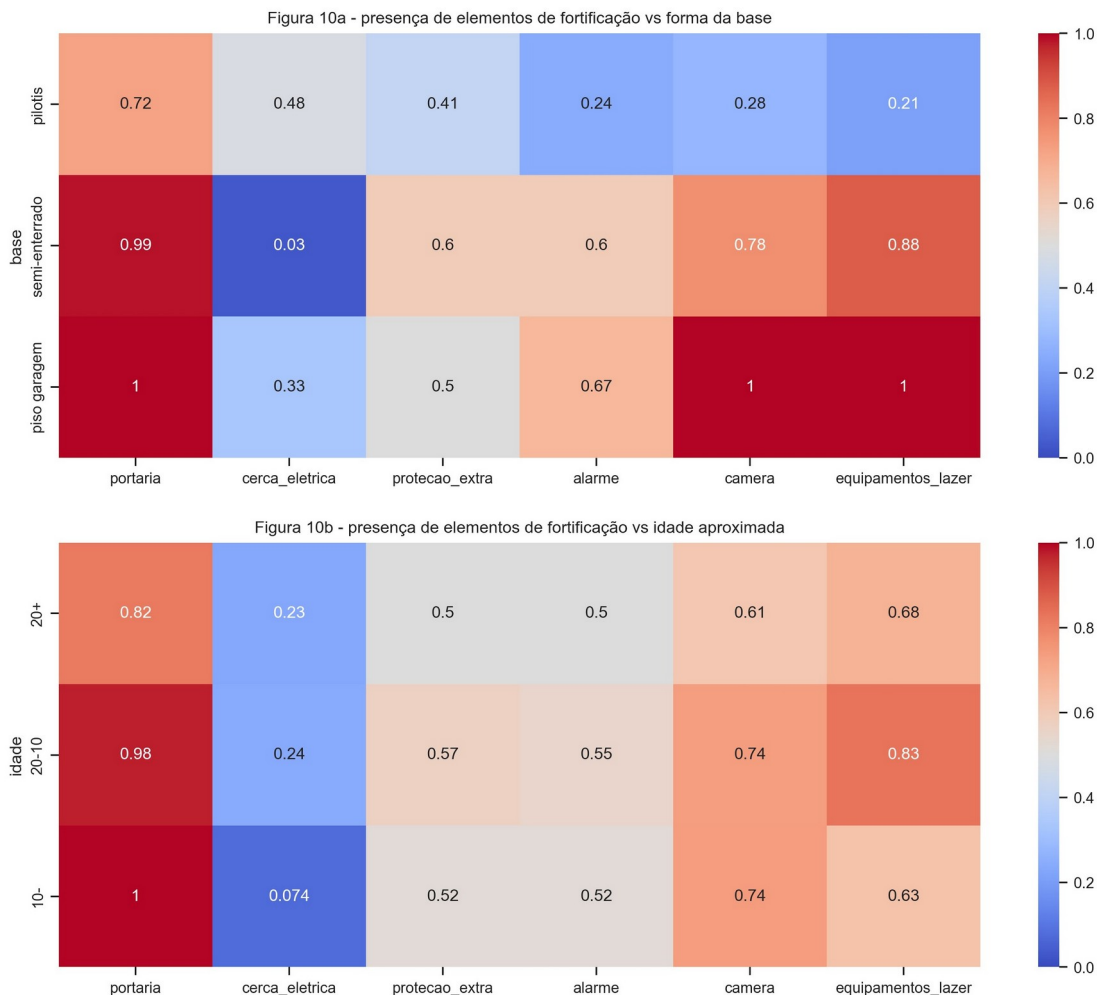 Figura 10a - presença de elementos de fortificação vs forma da base
pilotis 0.72 0.48 0.41 0.24 0.28 0.21
base
semi-enterrado 0.99 0.03 0.6 0.6 0.78 0.88
piso garagem 1 0.33 0.5 0.67 1 1
portaria cerca_eletrica protecao_extra alarme camera equipamentos_lazer
1.0
0.8
0.6
0.4
0.2
0.0
Figura 10b - presença de elementos de fortificação vs idade aproximada
20+ 0.82 0.23 0.5 0.5 0.61 0.68
idade
20-10 0.98 0.24 0.57 0.55 0.74 0.83
10- 1 0.074 0.52 0.52 0.74 0.63
portaria cerca_eletrica protecao_extra alarme camera equipamentos_lazer
1.0
0.8
0.6
0.4
0.2
0.0